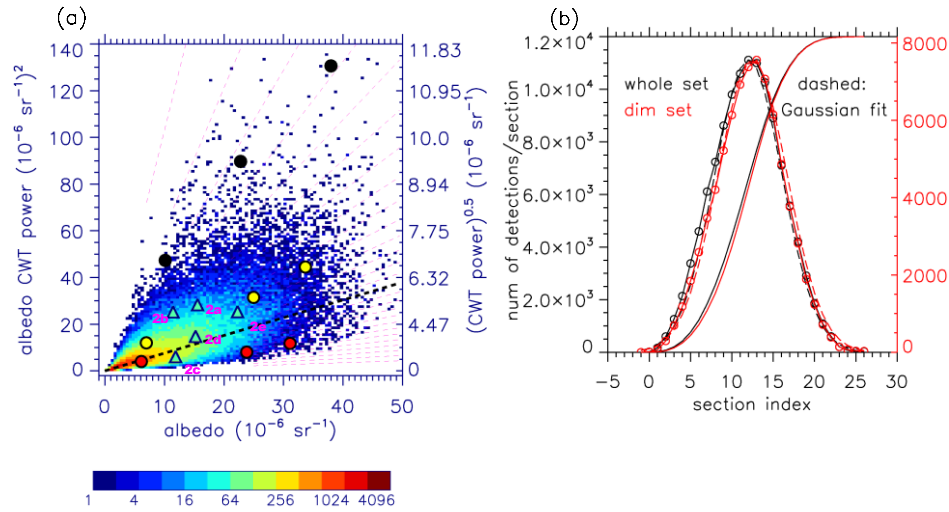 (a)
140
120
100
80
60
40
20
0
albedo CWT power (10⁻⁶ sr⁻¹)²
11.83
10.95
10.0
8.94
7.75
6.32
4.47
0
(CWT power)^0.5 (10⁻⁶ sr⁻¹)
2b
2a
2e
2d
2c
0 10 20 30 40 50
albedo (10⁻⁶ sr⁻¹)
1 4 16 64 256 1024 4096
(b)
1.2×10⁴
1.0×10⁴
8.0×10³
6.0×10³
4.0×10³
2.0×10³
0
num of detections/section
whole set dashed:
dim set Gaussian fit
8000
6000
4000
2000
0
-5 0 5 10 15 20 25 30
section index